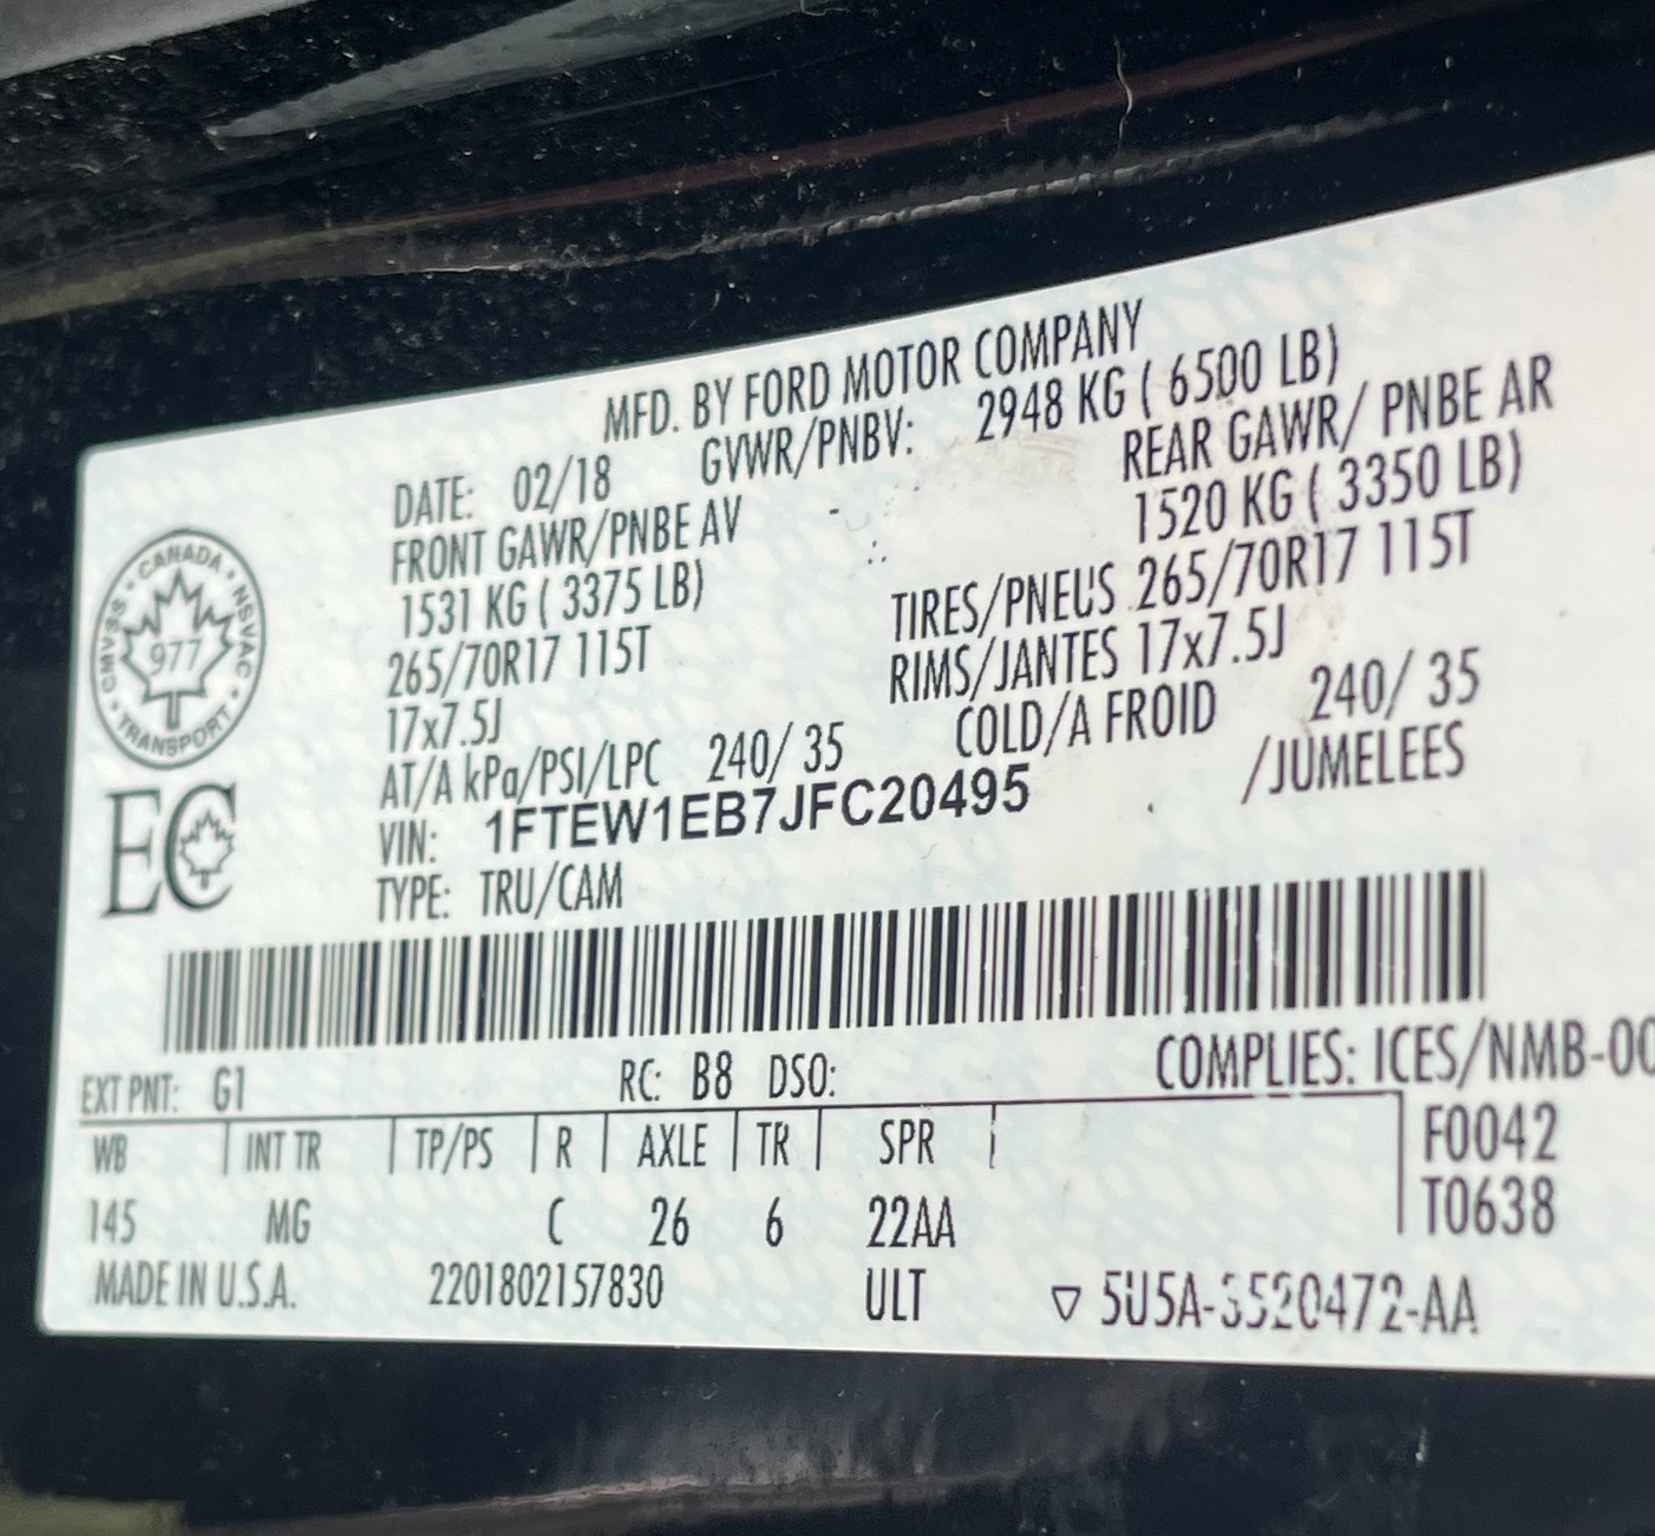 MFD. BY FORD MOTOR COMPANY
DATE: 02/18 GVWR/PNBV: 2948 KG ( 6500 LB)
FRONT GAWR/PNBE AV REAR GAWR/ PNBE AR
1531 KG ( 3375 LB) 1520 KG ( 3350 LB)
265/70R17 115T TIRES/PNEUS 265/70R17 115T
17x7.5J RIMS/JANTES 17x7.5J
AT/A kPa/PSI/LPC 240/ 35 COLD/A FROID 240/ 35
VIN: 1FTEW1EB7JFC20495 /JUMELEES
TYPE: TRU/CAM
CANADA • NSVAC • TRANSPORT • CMVSS •
977
EC
EXT PNT: G1 RC: B8 DSO: COMPLIES: ICES/NMB-00
WB | INT TR | TP/PS | R | AXLE | TR | SPR F0042
145 MG C 26 6 22AA T0638
MADE IN U.S.A. 2201802157830 ULT ▽ 5U5A-3520472-AA